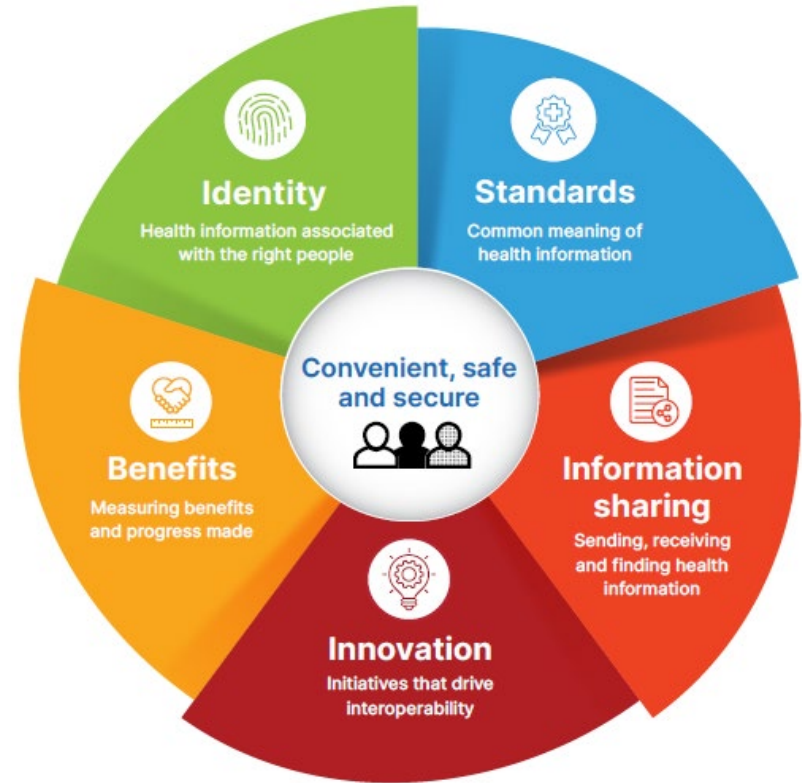 Identity
Health information associated
with the right people
Standards
Common meaning of
health information
Convenient, safe
and secure
Benefits
Measuring benefits
and progress made
Information
sharing
Sending, receiving
and finding health
information
Innovation
Initiatives that drive
interoperability